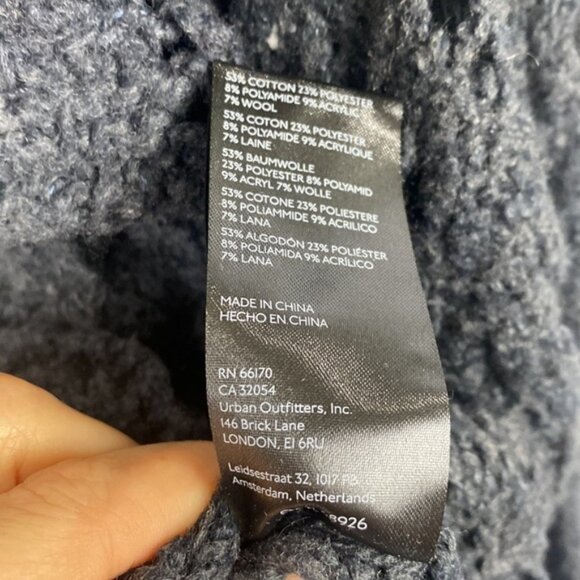 53% COTTON 23% POLYESTER
8% POLYAMIDE 9% ACRYLIC
7% WOOL
53% COTON 23% POLYESTER
8% POLYAMIDE 9% ACRYLIQUE
7% LAINE
53% BAUMWOLLE
23% POLYESTER 8% POLYAMID
9% ACRYL 7% WOLLE
53% COTONE 23% POLIESTERE
8% POLIAMMIDE 9% ACRILICO
7% LANA
53% ALGODÓN 23% POLIÉSTER
8% POLIAMIDA 9% ACRÍLICO
7% LANA
MADE IN CHINA
HECHO EN CHINA
RN 66170
CA 32054
Urban Outfitters, Inc.
146 Brick Lane
LONDON, E1 6RU
Leidsestraat 32, 1017 PB
Amsterdam, Netherlands
8926